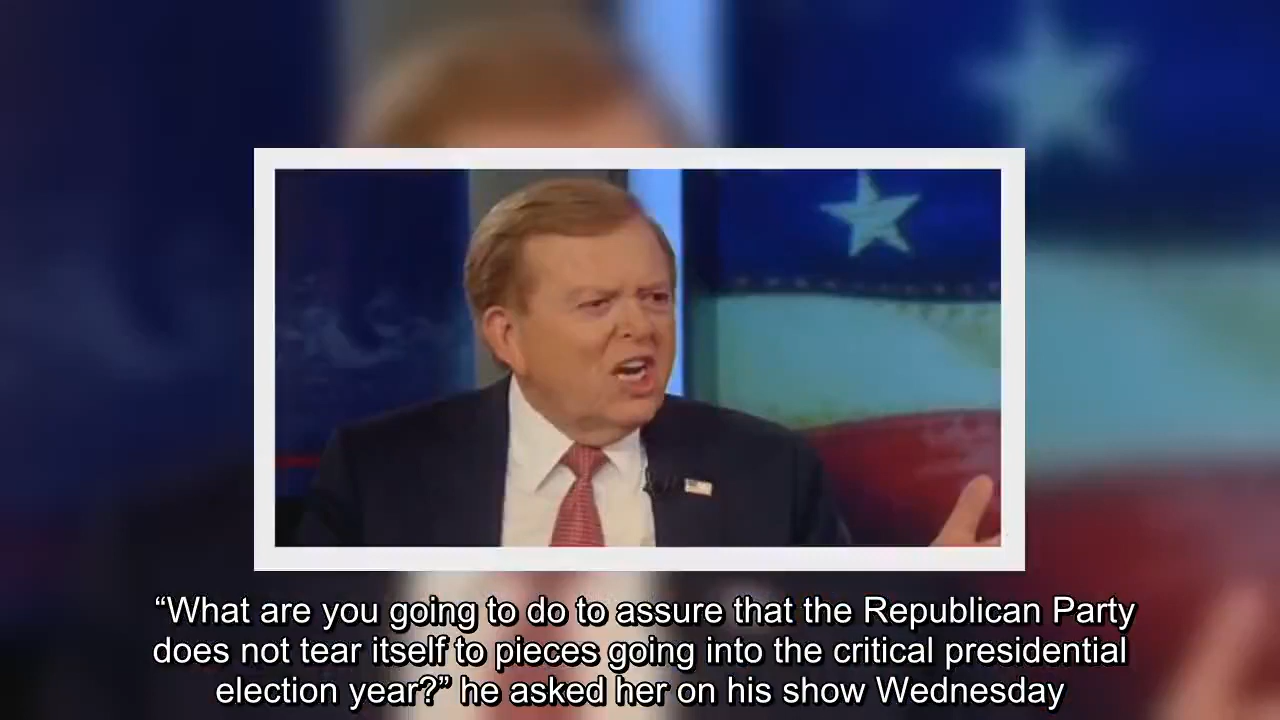 “What are you going to do to assure that the Republican Party
does not tear itself to pieces going into the critical presidential
election year?” he asked her on his show Wednesday